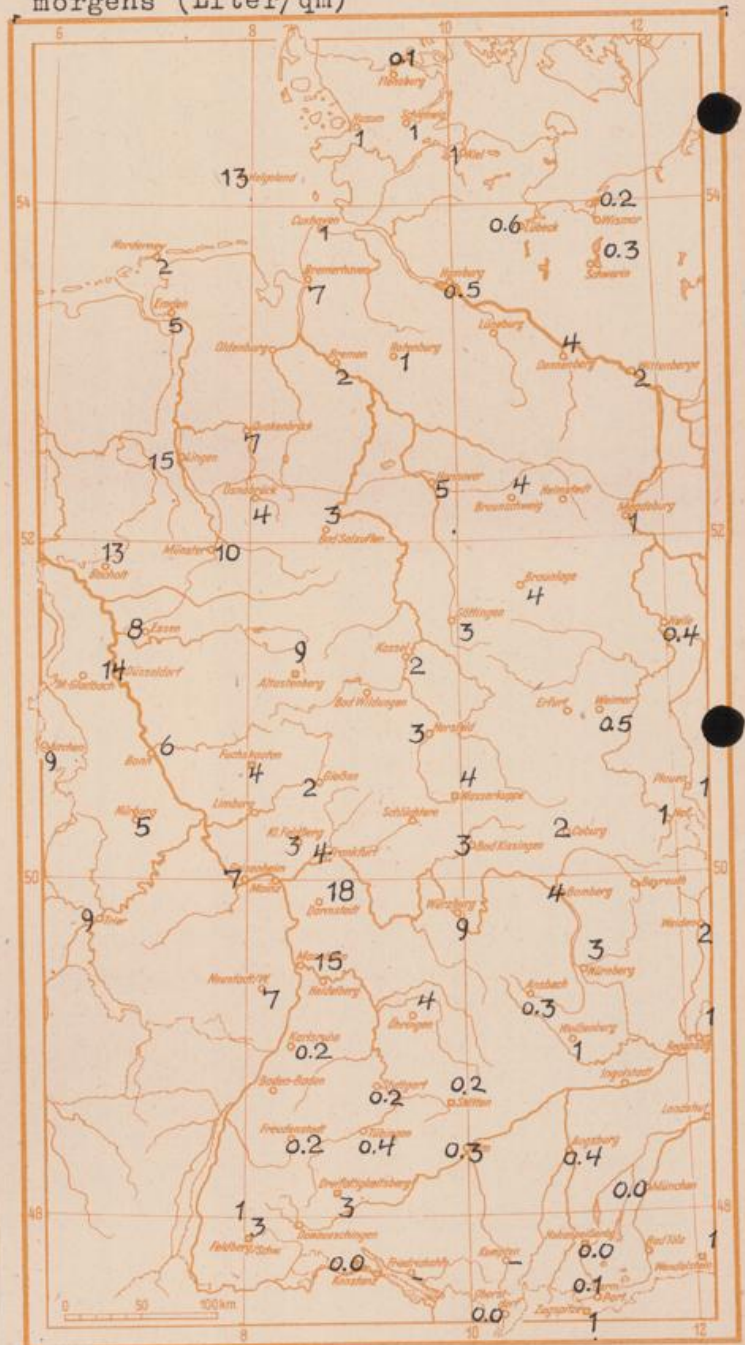 morgens (Liter/qm)
6 8 10 12
0.1
Flensburg
Husum Schleswig
1 1
1 Kiel
13 Helgoland
54 54
0.2
Cuxhaven 0.6 Lübeck Wismar
1
Norderney 0.3
2 Schwerin
Bremerhaven Hamburg
7 0.5
Emden
5 Lüneburg
Oldenburg Bremen Rotenburg 4
2 1 Dannenberg Wittenberge
2
Quakenbrück
7
15 Lingen
Hannover
5 4
Osnabrück Braunschweig Helmstedt
4 3 Magdeburg
1
52 Bad Salzuflen 52
13 Münster 10
Bocholt
Braunlage
4
8 Essen Göttingen Halle
3 0.4
9 Kassel
14 Düsseldorf 2
M-Gladbach Altastenberg
Bad Wildungen Erfurt Weimar
0.5
3 Hersfeld
Aachen 6
9 Bonn Fuchskauten
4 Gießen 4 Plauen 1
2 Wasserkuppe
Nürburg Limburg Schlüchtern 2 Coburg 1 Hof
5 Kl. Feldberg
3 4 Frankfurt 3 Bad Kissingen
50 Geisenheim 50
7 Mainz 4 Bamberg Bayreuth
18
Darmstadt Würzburg
9 Trier 9 Weiden
2
3
15 Nürnberg
Neustadt/W Heidelberg Ansbach
7 4 0.3
Öhringen Weißenburg 1
Karlsruhe 1
0.2
Ingolstadt
Baden-Baden Stuttgart 0.2
0.2 Stötten
Landshut
Freudenstadt Tübingen Augsburg
0.2 0.4 0.3 0.4
Dreifaltigkeitsberg München
3 0.0
48 1 48
3 Donaueschingen
Feldberg/Schw. Hohenpeißenberg
0.0 Bad Tölz 1
0.0 Friedrichshafen Kempten Wendelstein
Konstanz - -
0.1
Oberstdorf
0.0 Zugspitze
1
0 50 100 km
8 10 12